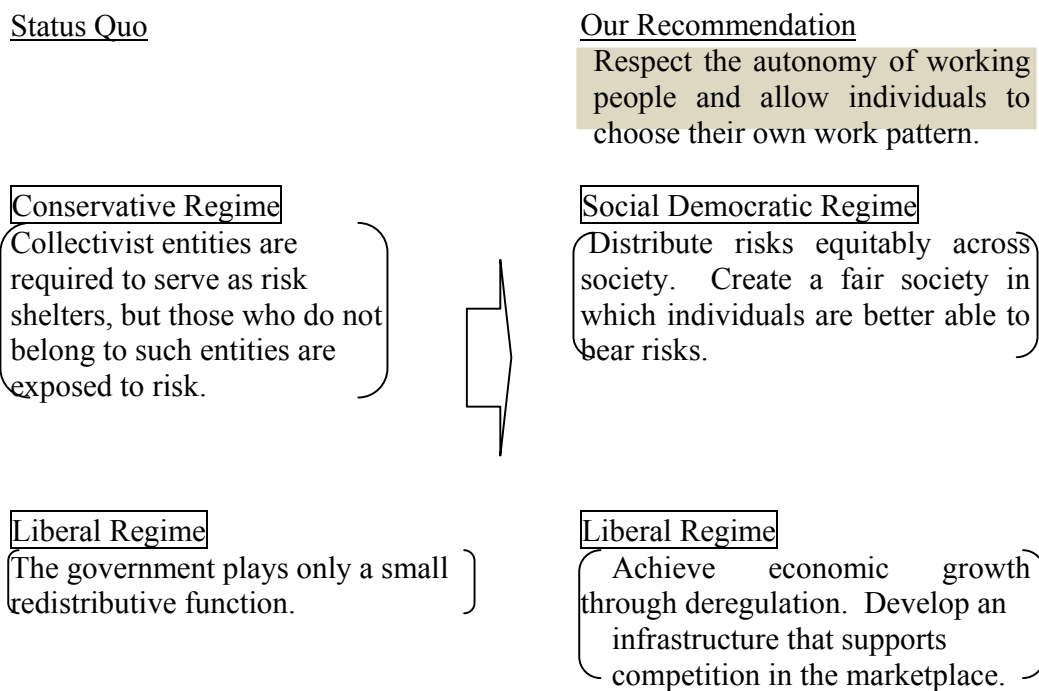 Status Quo
Our Recommendation
Respect the autonomy of working
people and allow individuals to
choose their own work pattern.
Conservative Regime
Collectivist entities are
required to serve as risk
shelters, but those who do not
belong to such entities are
exposed to risk.
Social Democratic Regime
Distribute risks equitably across
society. Create a fair society in
which individuals are better able to
bear risks.
Liberal Regime
The government plays only a small
redistributive function.
Liberal Regime
Achieve economic growth
through deregulation. Develop an
infrastructure that supports
competition in the marketplace.